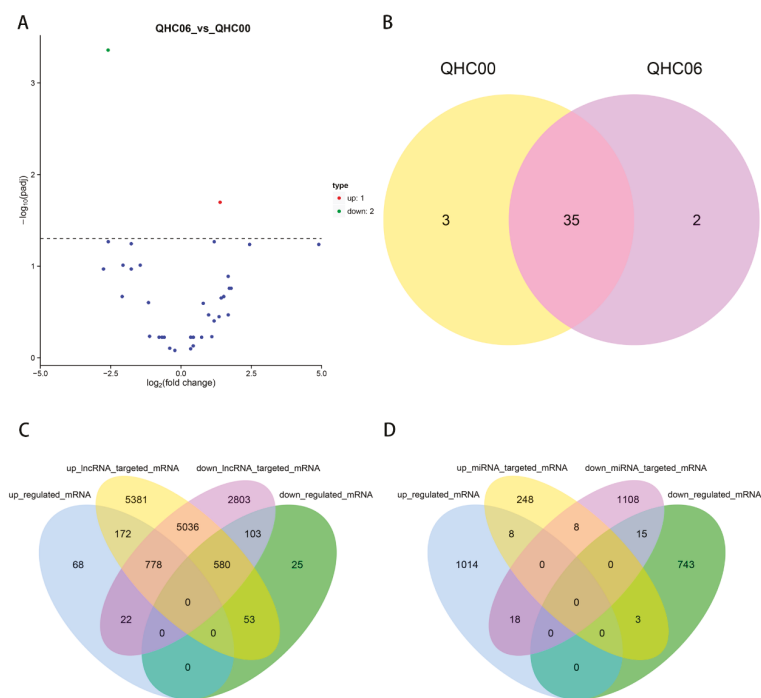 A
QHC06_vs_QHC00
3
2
1
0
−log₁₀(padj)
−5.0
−2.5
0.0
2.5
5.0
log₂(fold change)
type
up: 1
down: 2
B
QHC00
QHC06
3
35
2
C
up_lncRNA_targeted_mRNA
down_lncRNA_targeted_mRNA
up_regulated_mRNA
down_regulated_mRNA
5381
2803
172
5036
103
68
778
580
25
0
22
0
0
53
0
D
up_miRNA_targeted_mRNA
down_miRNA_targeted_mRNA
up_regulated_mRNA
down_regulated_mRNA
248
1108
8
8
15
1014
0
0
743
0
18
0
0
3
0